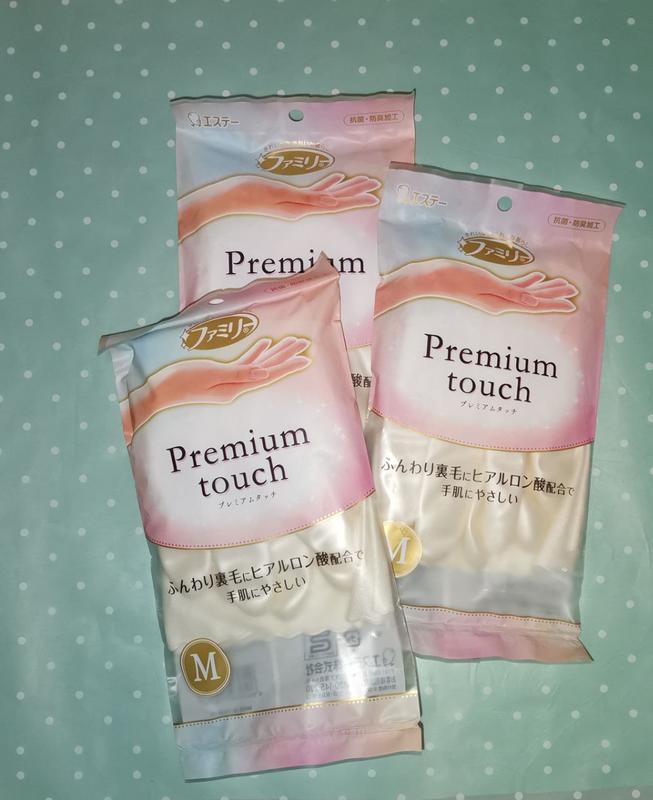 エステー
抗菌・防臭加工
ファミリー
Premium
エステー
抗菌・防臭加工
ファミリー
Premium
touch
プレミアムタッチ
ふんわり裏毛にヒアルロン酸配合で
手肌にやさしい
M
ファミリー
Premium
touch
プレミアムタッチ
ふんわり裏毛にヒアルロン酸配合で
手肌にやさしい
M